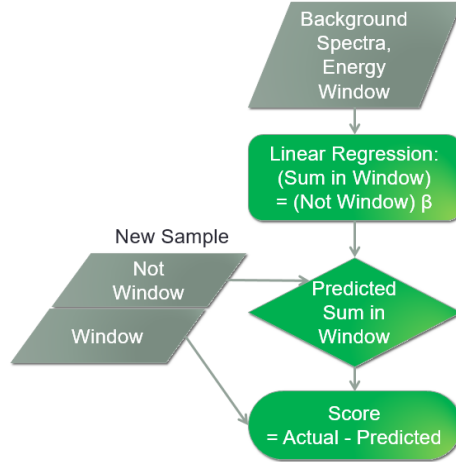 Background
Spectra,
Energy
Window
Linear Regression:
(Sum in Window)
= (Not Window) β
New Sample
Not
Window
Window
Predicted
Sum in
Window
Score
= Actual - Predicted